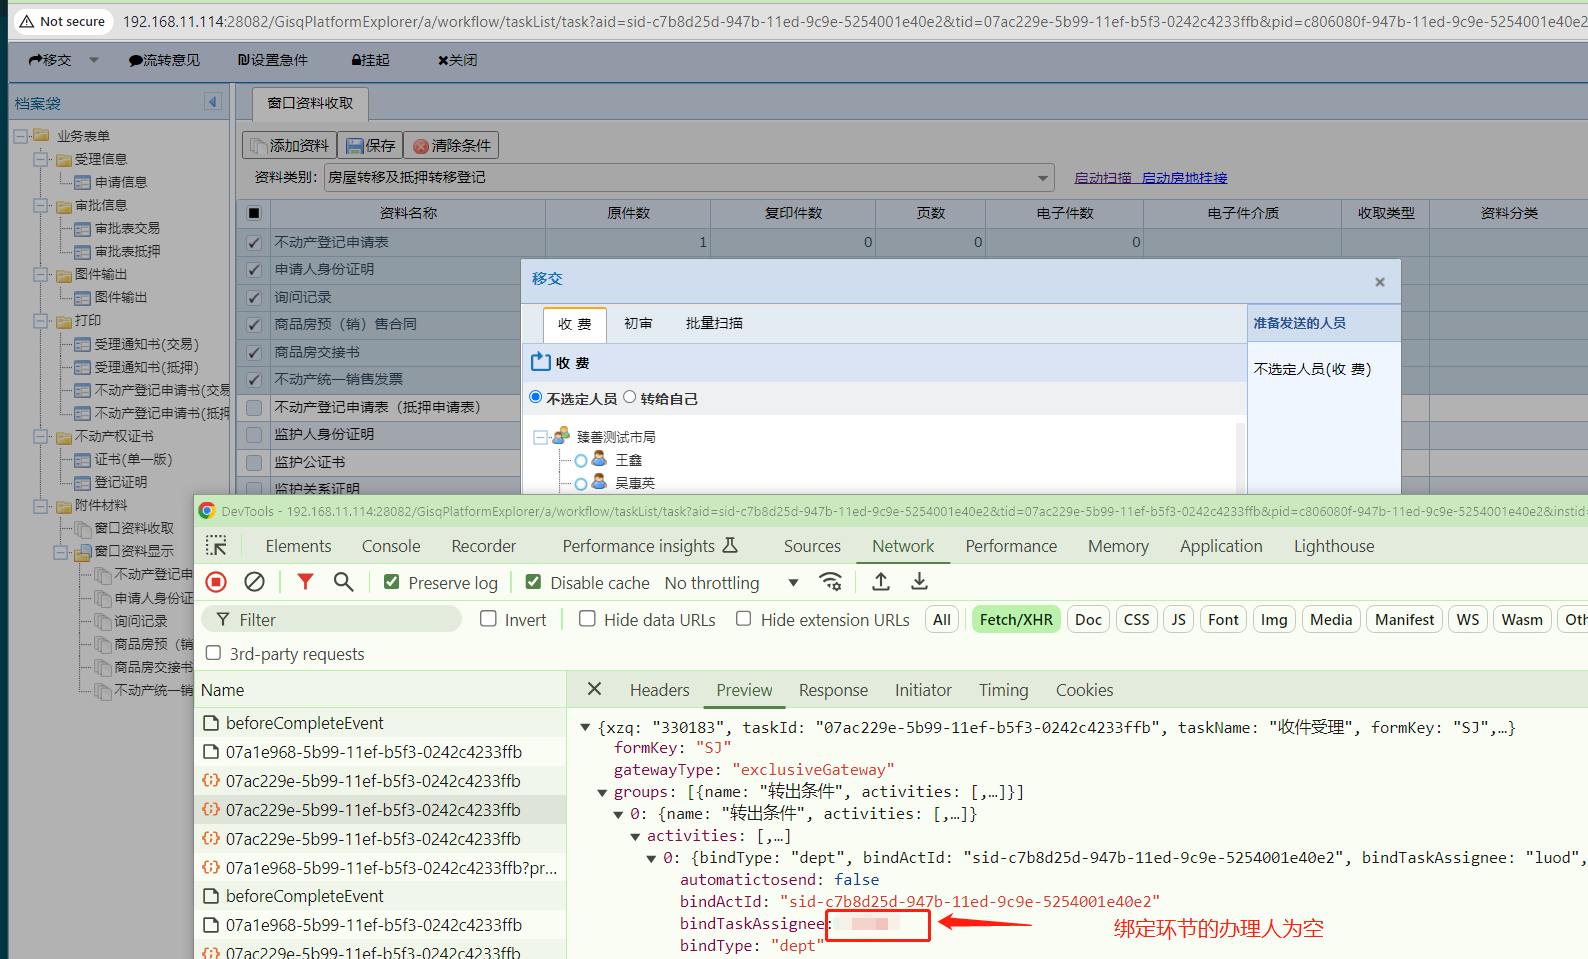 Not secure 192.168.11.114:28082/GisqPlatformExplorer/a/workflow/taskList/task?aid=sid-c7b8d25d-947b-11ed-9c9e-5254001e40e2&tid=07ac229e-5b99-11ef-b5f3-0242c4233ffb&pid=c806080f-947b-11ed-9c9e-5254001e40e2
移交 流转意见 设置急件 挂起 关闭
档案袋
业务表单
受理信息
申请信息
审批信息
审批表交易
审批表抵押
图件输出
图件输出
打印
受理通知书(交易)
受理通知书(抵押)
不动产登记申请书(交易
不动产登记申请书(抵押
不动产权证书
证书(单一版)
登记证明
附件材料
窗口资料收取
窗口资料显示
不动产登记申
申请人身份证
询问记录
商品房预（销
商品房交接书
不动产统一销
窗口资料收取
添加资料 保存 清除条件
资料类别: 房屋转移及抵押转移登记 启动扫描 启动房地挂接
资料名称 原件数 复印件数 页数 电子件数 电子件介质 收取类型 资料分类
不动产登记申请表 1 0 0 0
申请人身份证明
询问记录
商品房预（销）售合同
商品房交接书
不动产统一销售发票
不动产登记申请表（抵押申请表）
监护人身份证明
监护公证书
监护关系证明
移交 ×
收 费 初审 批量扫描
收 费
不选定人员 转给自己
臻善测试市局
王鑫
吴惠英
准备发送的人员
不选定人员(收 费)
DevTools - 192.168.11.114:28082/GisqPlatformExplorer/a/workflow/taskList/task?aid=sid-c7b8d25d-947b-11ed-9c9e-5254001e40e2&tid=07ac229e-5b99-11ef-b5f3-0242c4233ffb&pid=c806080f-947b-11ed-9c9e-5254001e40e2&instid=
Elements Console Recorder Performance insights Sources Network Performance Memory Application Lighthouse
Preserve log Disable cache No throttling
Filter Invert Hide data URLs Hide extension URLs All Fetch/XHR Doc CSS JS Font Img Media Manifest WS Wasm Oth
3rd-party requests
Name
beforeCompleteEvent
07a1e968-5b99-11ef-b5f3-0242c4233ffb
07ac229e-5b99-11ef-b5f3-0242c4233ffb
07ac229e-5b99-11ef-b5f3-0242c4233ffb
07ac229e-5b99-11ef-b5f3-0242c4233ffb
07a1e968-5b99-11ef-b5f3-0242c4233ffb?pr...
beforeCompleteEvent
07a1e968-5b99-11ef-b5f3-0242c4233ffb
07ac229e-5b99-11ef-b5f3-0242c4233ffb
Headers Preview Response Initiator Timing Cookies
{xzq: "330183", taskId: "07ac229e-5b99-11ef-b5f3-0242c4233ffb", taskName: "收件受理", formKey: "SJ",…}
formKey: "SJ"
gatewayType: "exclusiveGateway"
groups: [{name: "转出条件", activities: [,…]}]
0: {name: "转出条件", activities: [,…]}
activities: [,…]
0: {bindType: "dept", bindActId: "sid-c7b8d25d-947b-11ed-9c9e-5254001e40e2", bindTaskAssignee: "luod",
automatictosend: false
bindActId: "sid-c7b8d25d-947b-11ed-9c9e-5254001e40e2"
bindTaskAssignee:
绑定环节的办理人为空
bindType: "dept"